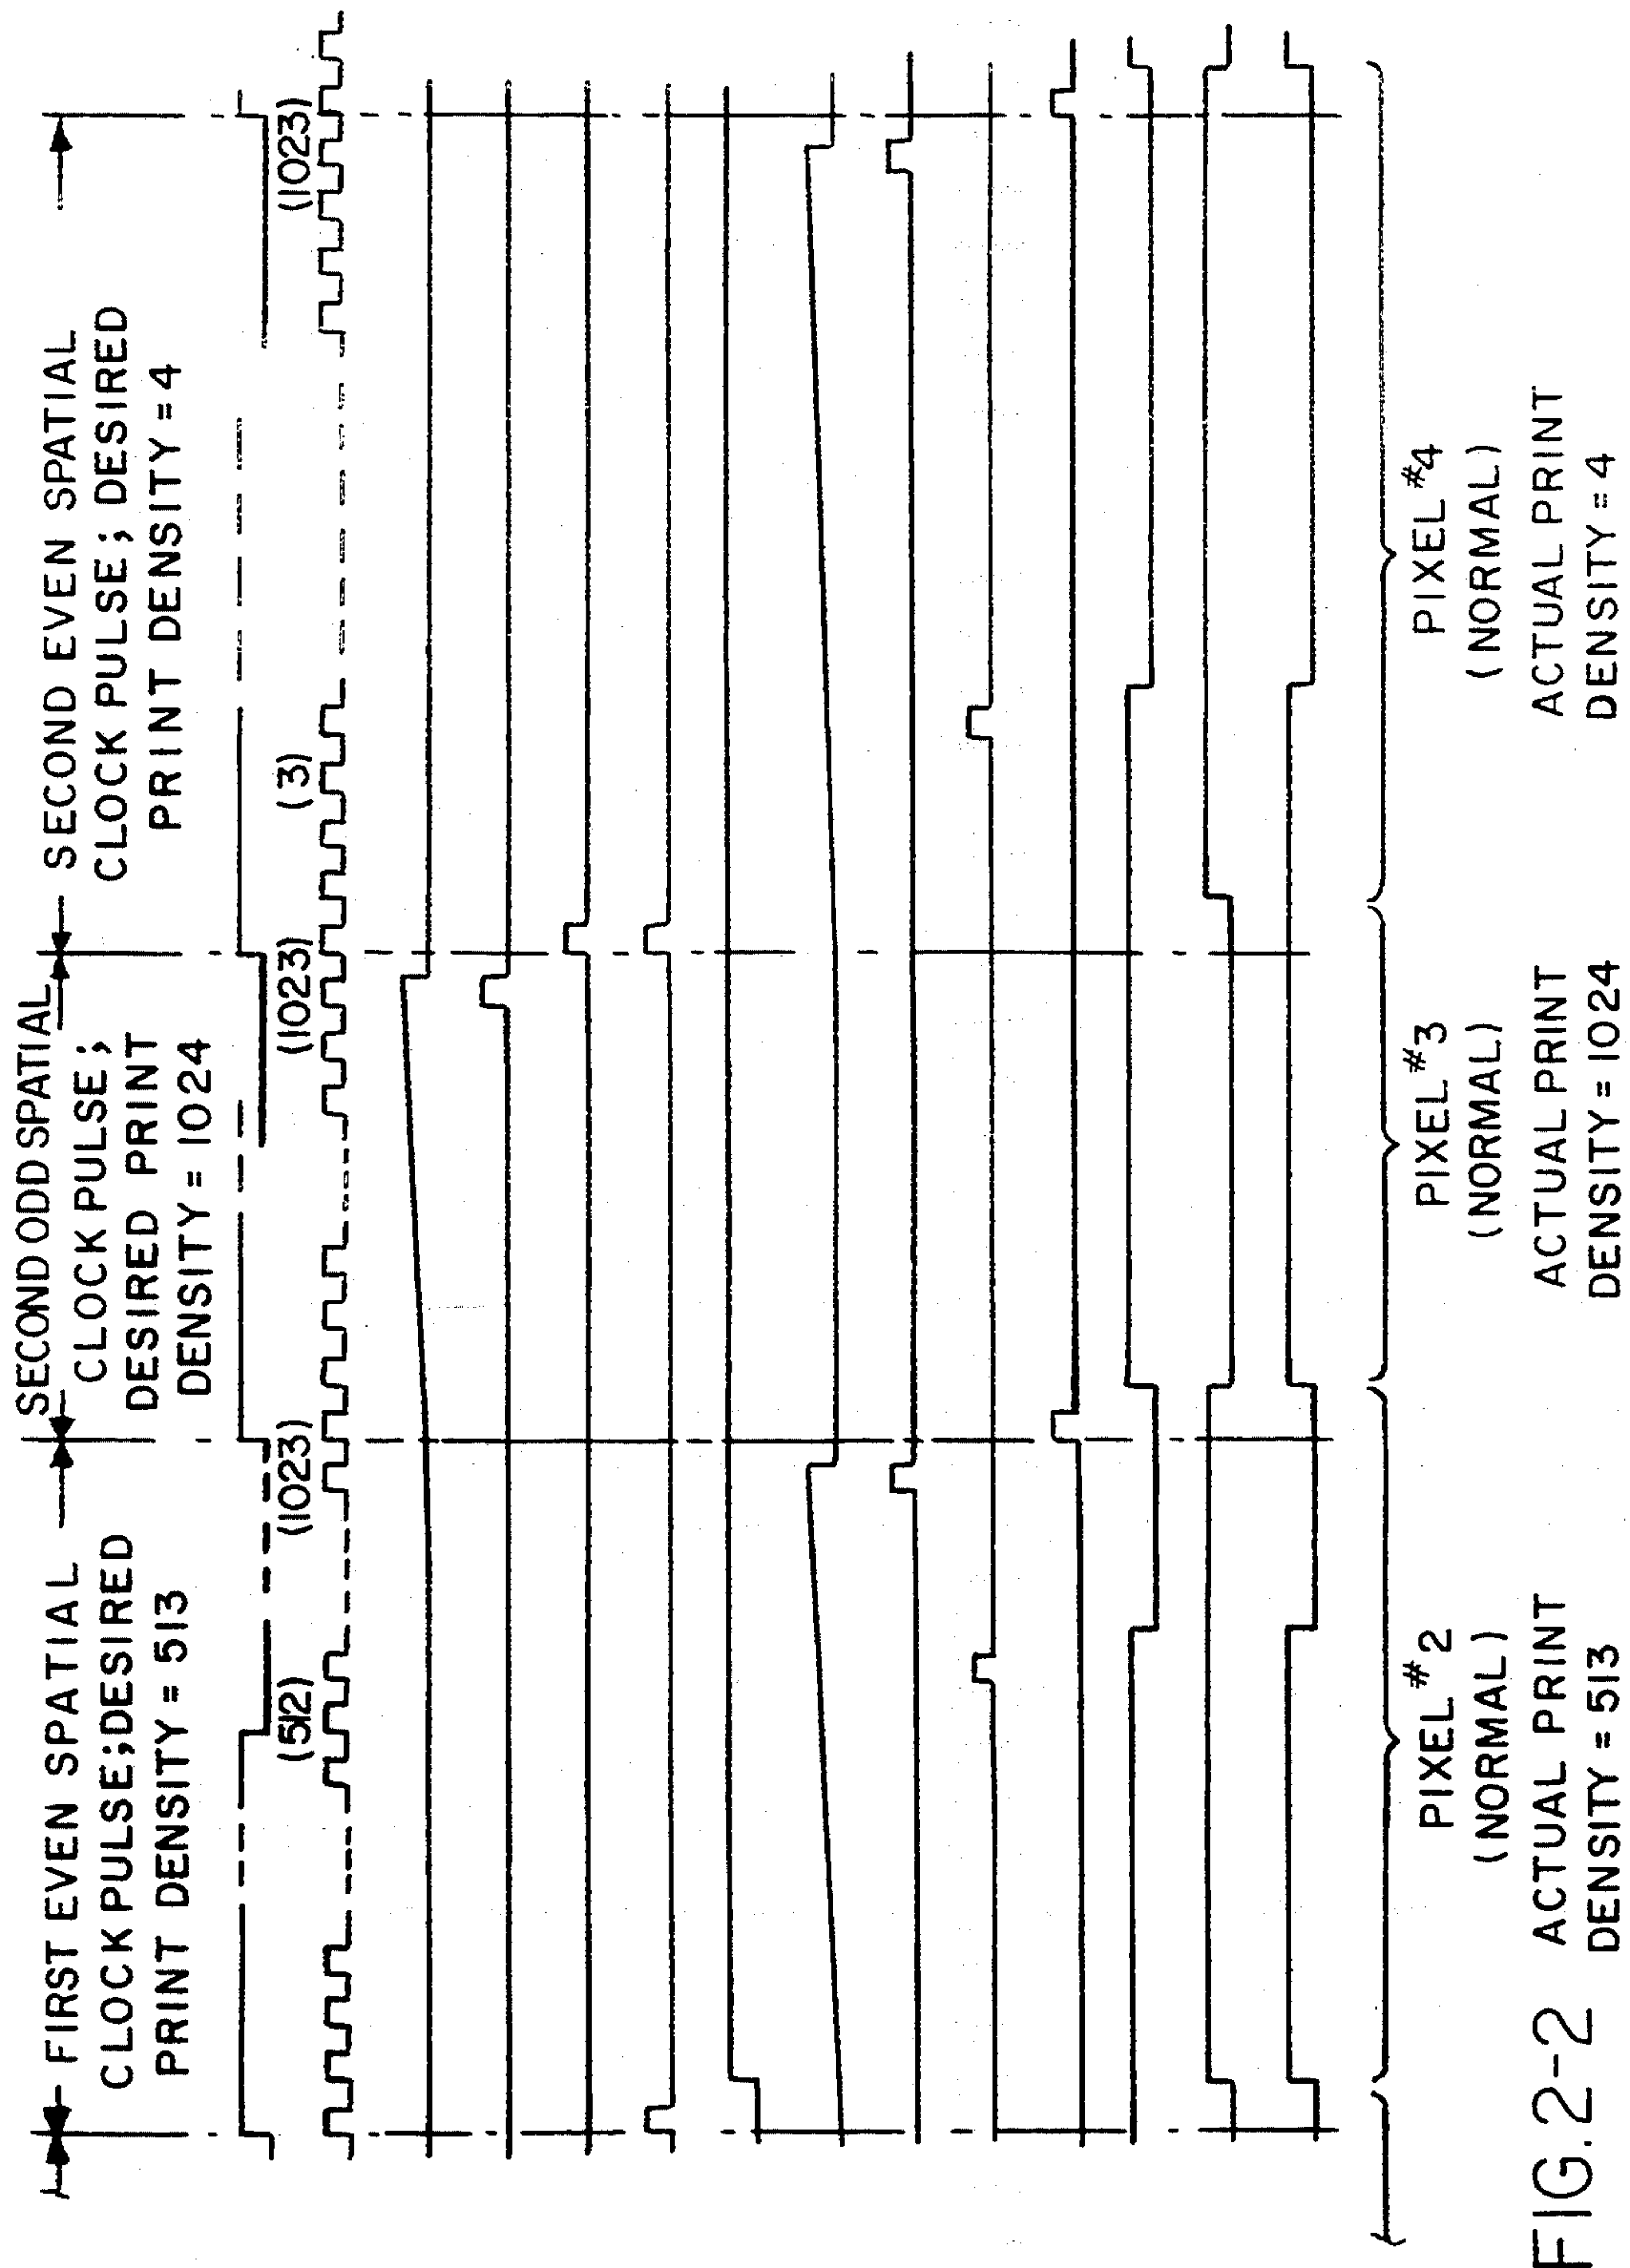 FIRST EVEN SPATIAL
CLOCK PULSE; DESIRED
PRINT DENSITY = 513
SECOND ODD SPATIAL
CLOCK PULSE;
DESIRED PRINT
DENSITY = 1024
SECOND EVEN SPATIAL
CLOCK PULSE; DESIRED
PRINT DENSITY = 4
(512)
(1023)
(1023)
(3)
(1023)
PIXEL #2
(NORMAL)
ACTUAL PRINT
DENSITY = 513
PIXEL #3
(NORMAL)
ACTUAL PRINT
DENSITY = 1024
PIXEL #4
(NORMAL)
ACTUAL PRINT
DENSITY = 4
FIG. 2-2